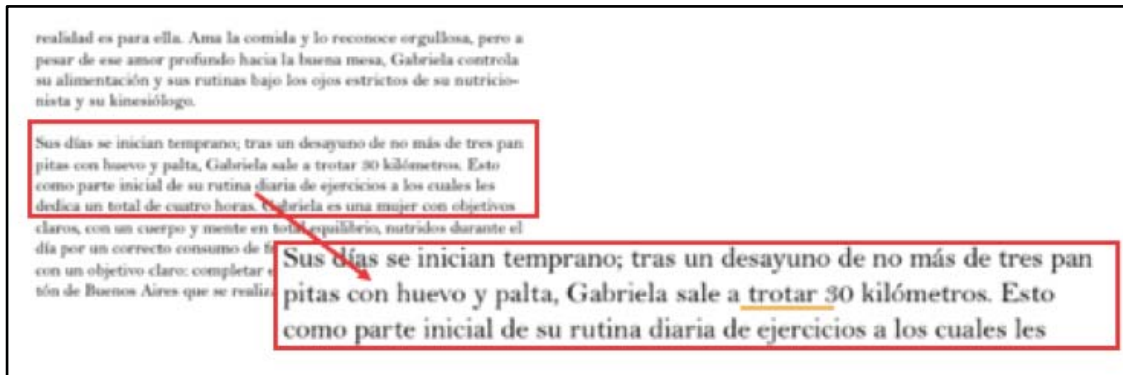 realidad es para ella. Ama la comida y lo reconoce orgullosa, pero a
pesar de ese amor profundo hacia la buena mesa, Gabriela controla
su alimentación y sus rutinas bajo los ojos estrictos de su nutricio-
nista y su kinesiólogo.
Sus días se inician temprano; tras un desayuno de no más de tres pan
pitas con huevo y palta, Gabriela sale a trotar 30 kilómetros. Esto
como parte inicial de su rutina diaria de ejercicios a los cuales les
dedica un total de cuatro horas. Gabriela es una mujer con objetivos
claros, con un cuerpo y mente en total equilibrio, nutridos durante el
día por un correcto consumo de
con un objetivo claro: completar
tón de Buenos Aires que se
Sus días se inician temprano; tras un desayuno de no más de tres pan
pitas con huevo y palta, Gabriela sale a trotar 30 kilómetros. Esto
como parte inicial de su rutina diaria de ejercicios a los cuales les